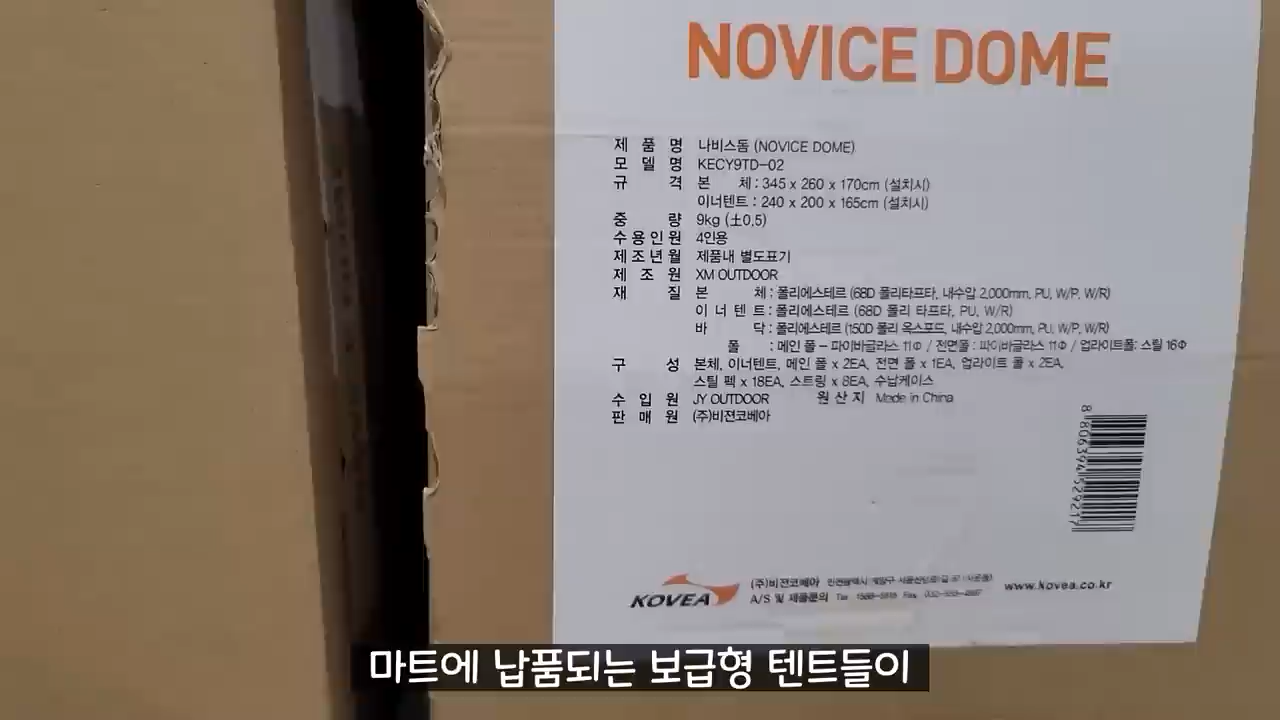 NOVICE DOME
제 품 명 나비스돔 (NOVICE DOME)
모 델 명 KECY9TD-02
규 격 본 체 : 345 x 260 x 170cm (설치시)
이너텐트 : 240 x 200 x 165cm (설치시)
중 량 9kg (土0,5)
수용인원 4인용
제조년월 제품내 별도표기
제 조 원 XM OUTDOOR
재 질 본 체 : 폴리에스테르 (68D 폴리타프타, 내수압 2,000mm, PU, W/P, W/R)
이 너 텐 트 : 폴리에스테르 (68D 폴리 타프타, PU, W/R)
바 닥 : 폴리에스테르 (150D 폴리 옥스포드, 내수압 2,000mm, PU, W/P, W/R)
폴 : 메인 폴 - 파이바글라스 11Φ / 전면폴 : 파이바글라스 11Φ / 업라이트폴: 스틸 16Φ
구 성 본체, 이너텐트, 메인 폴 x 2EA, 전면 폴 x 1EA, 업라이트 폴 x 2EA,
스틸 펙 x 18EA, 스트링 x 8EA, 수납케이스
수 입 원 JY OUTDOOR 원 산 지 Made in China
판 매 원 (주)비젼코베아
8 806394 529217
KOVEA
(주)비젼코베아 인천광역시 계양구
A/S 및 제품문의
www.kovea.co.kr
마트에 납품되는 보급형 텐트들이